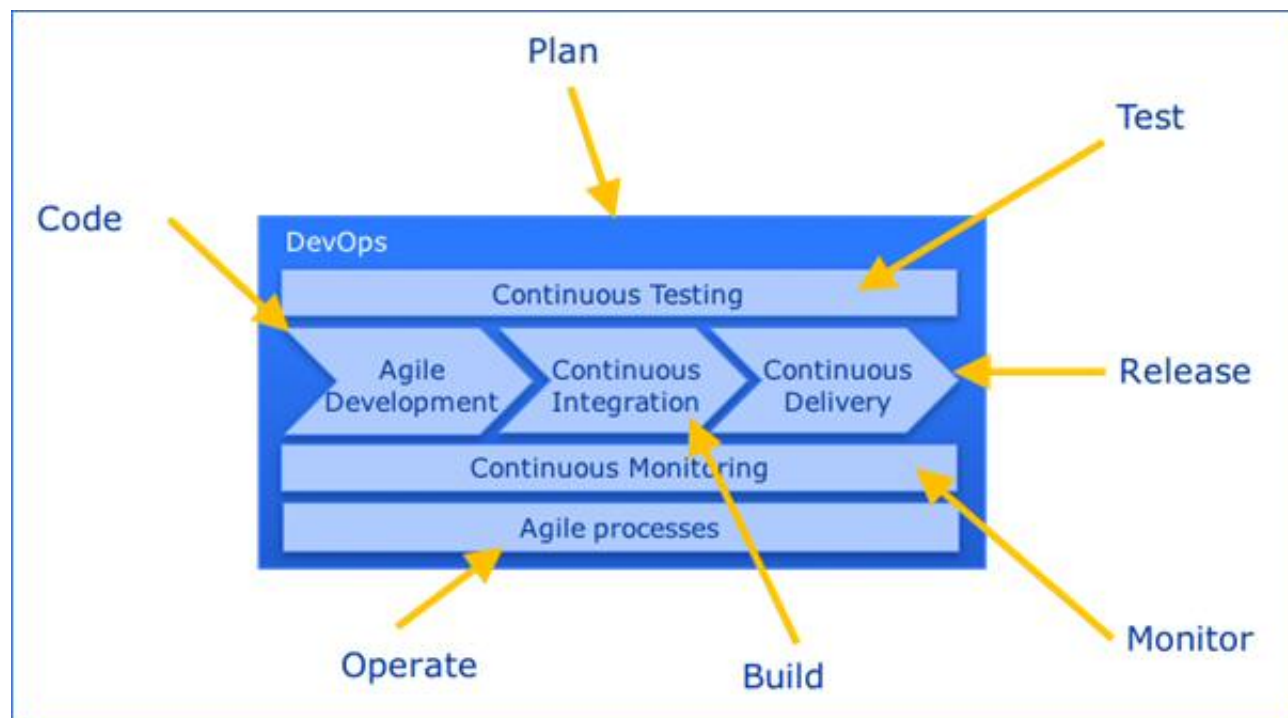 Plan
Test
Code
DevOps
Continuous Testing
Agile
Development
Continuous
Integration
Continuous
Delivery
Release
Continuous Monitoring
Agile processes
Operate
Build
Monitor